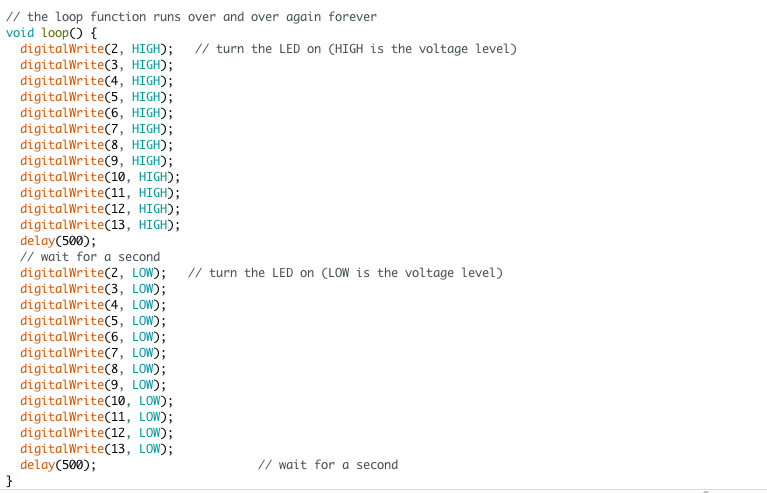 // the loop function runs over and over again forever
void loop() {
  digitalWrite(2, HIGH);   // turn the LED on (HIGH is the voltage level)
  digitalWrite(3, HIGH);
  digitalWrite(4, HIGH);
  digitalWrite(5, HIGH);
  digitalWrite(6, HIGH);
  digitalWrite(7, HIGH);
  digitalWrite(8, HIGH);
  digitalWrite(9, HIGH);
  digitalWrite(10, HIGH);
  digitalWrite(11, HIGH);
  digitalWrite(12, HIGH);
  digitalWrite(13, HIGH);
  delay(500);
  // wait for a second
  digitalWrite(2, LOW);   // turn the LED on (LOW is the voltage level)
  digitalWrite(3, LOW);
  digitalWrite(4, LOW);
  digitalWrite(5, LOW);
  digitalWrite(6, LOW);
  digitalWrite(7, LOW);
  digitalWrite(8, LOW);
  digitalWrite(9, LOW);
  digitalWrite(10, LOW);
  digitalWrite(11, LOW);
  digitalWrite(12, LOW);
  digitalWrite(13, LOW);
  delay(500);                       // wait for a second
}